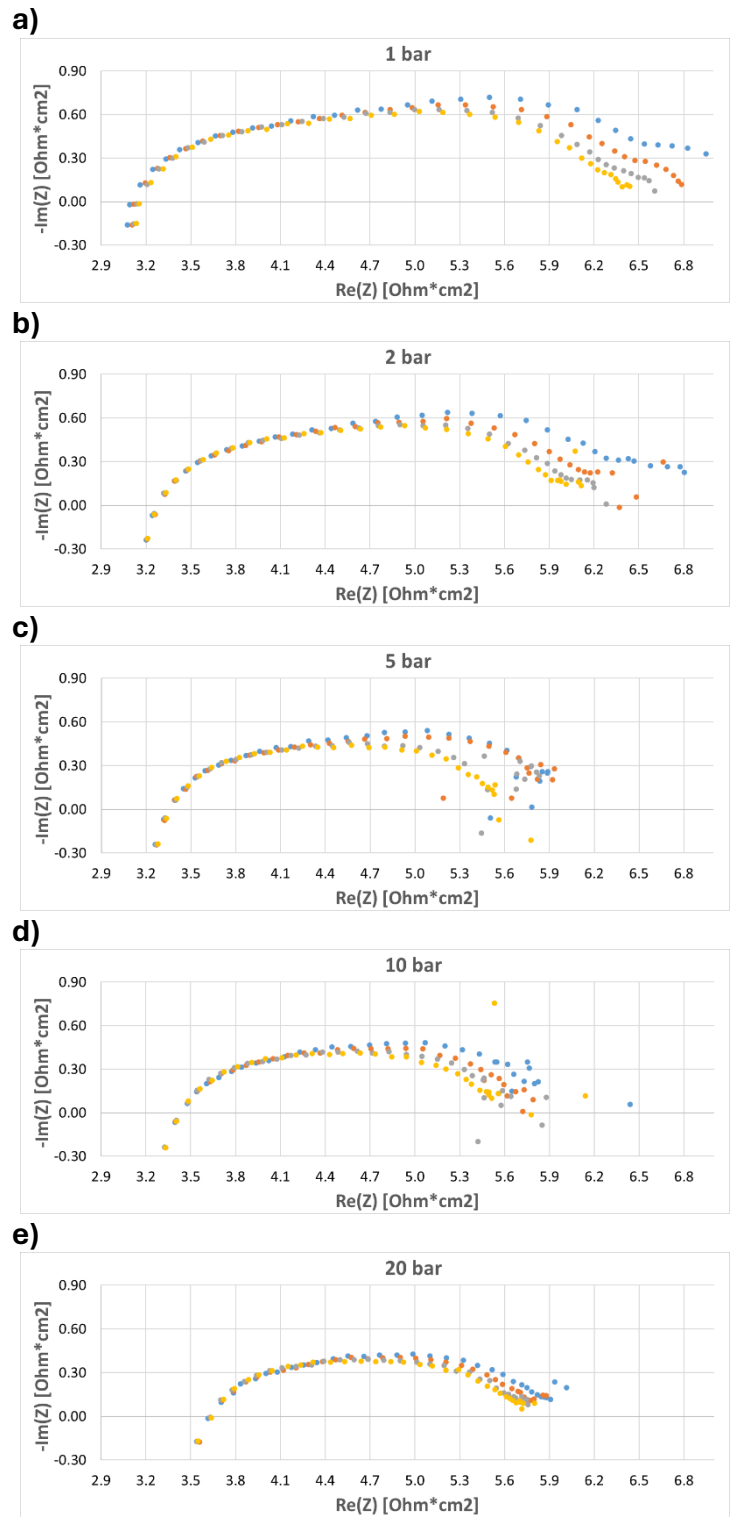 a)
1 bar
-Im(Z) [Ohm*cm2]
0.90
0.60
0.30
0.00
-0.30
2.9 3.2 3.5 3.8 4.1 4.4 4.7 5.0 5.3 5.6 5.9 6.2 6.5 6.8
Re(Z) [Ohm*cm2]
b)
2 bar
-Im(Z) [Ohm*cm2]
0.90
0.60
0.30
0.00
-0.30
2.9 3.2 3.5 3.8 4.1 4.4 4.7 5.0 5.3 5.6 5.9 6.2 6.5 6.8
Re(Z) [Ohm*cm2]
c)
5 bar
-Im(Z) [Ohm*cm2]
0.90
0.60
0.30
0.00
-0.30
2.9 3.2 3.5 3.8 4.1 4.4 4.7 5.0 5.3 5.6 5.9 6.2 6.5 6.8
Re(Z) [Ohm*cm2]
d)
10 bar
-Im(Z) [Ohm*cm2]
0.90
0.60
0.30
0.00
-0.30
2.9 3.2 3.5 3.8 4.1 4.4 4.7 5.0 5.3 5.6 5.9 6.2 6.5 6.8
Re(Z) [Ohm*cm2]
e)
20 bar
-Im(Z) [Ohm*cm2]
0.90
0.60
0.30
0.00
-0.30
2.9 3.2 3.5 3.8 4.1 4.4 4.7 5.0 5.3 5.6 5.9 6.2 6.5 6.8
Re(Z) [Ohm*cm2]